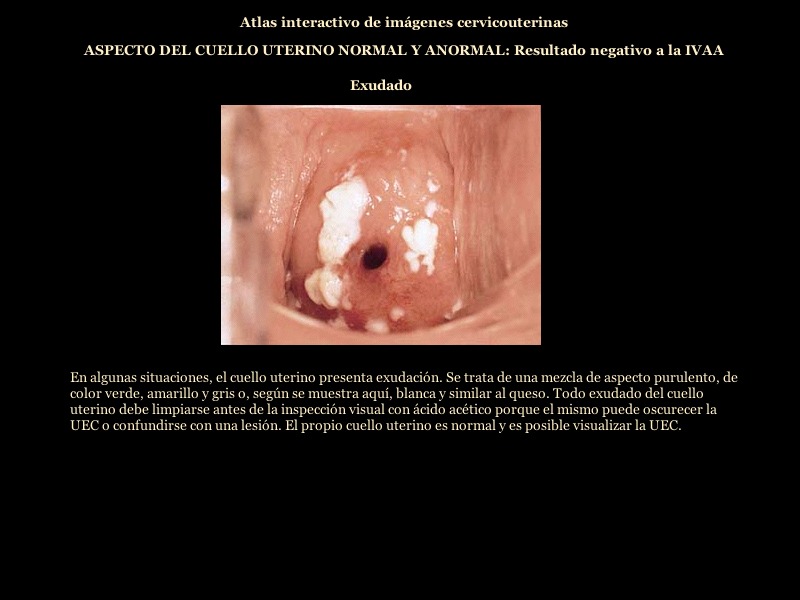 Atlas interactivo de imágenes cervicouterinas
ASPECTO DEL CUELLO UTERINO NORMAL Y ANORMAL: Resultado negativo a la IVAA
Exudado
En algunas situaciones, el cuello uterino presenta exudación. Se trata de una mezcla de aspecto purulento, de
color verde, amarillo y gris o, según se muestra aquí, blanca y similar al queso. Todo exudado del cuello
uterino debe limpiarse antes de la inspección visual con ácido acético porque el mismo puede oscurecer la
UEC o confundirse con una lesión. El propio cuello uterino es normal y es posible visualizar la UEC.